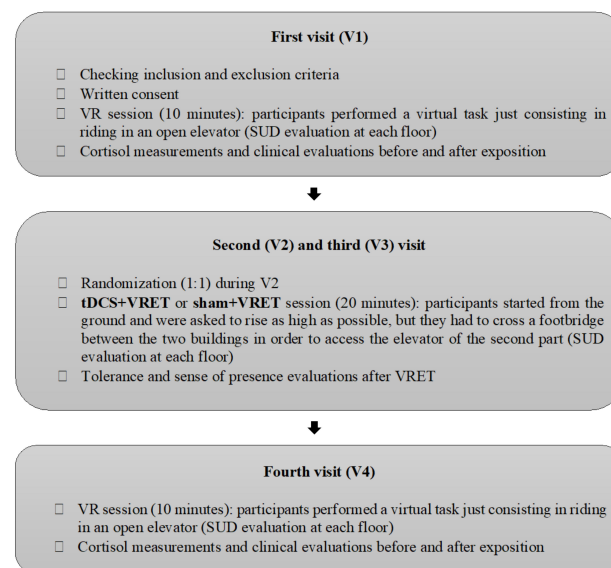 First visit (V1)
□ Checking inclusion and exclusion criteria
□ Written consent
□ VR session (10 minutes): participants performed a virtual task just consisting in
riding in an open elevator (SUD evaluation at each floor)
□ Cortisol measurements and clinical evaluations before and after exposition
Second (V2) and third (V3) visit
□ Randomization (1:1) during V2
□ tDCS+VRET or sham+VRET session (20 minutes): participants started from the
ground and were asked to rise as high as possible, but they had to cross a footbridge
between the two buildings in order to access the elevator of the second part (SUD
evaluation at each floor)
□ Tolerance and sense of presence evaluations after VRET
Fourth visit (V4)
□ VR session (10 minutes): participants performed a virtual task just consisting in riding
in an open elevator (SUD evaluation at each floor)
□ Cortisol measurements and clinical evaluations before and after exposition